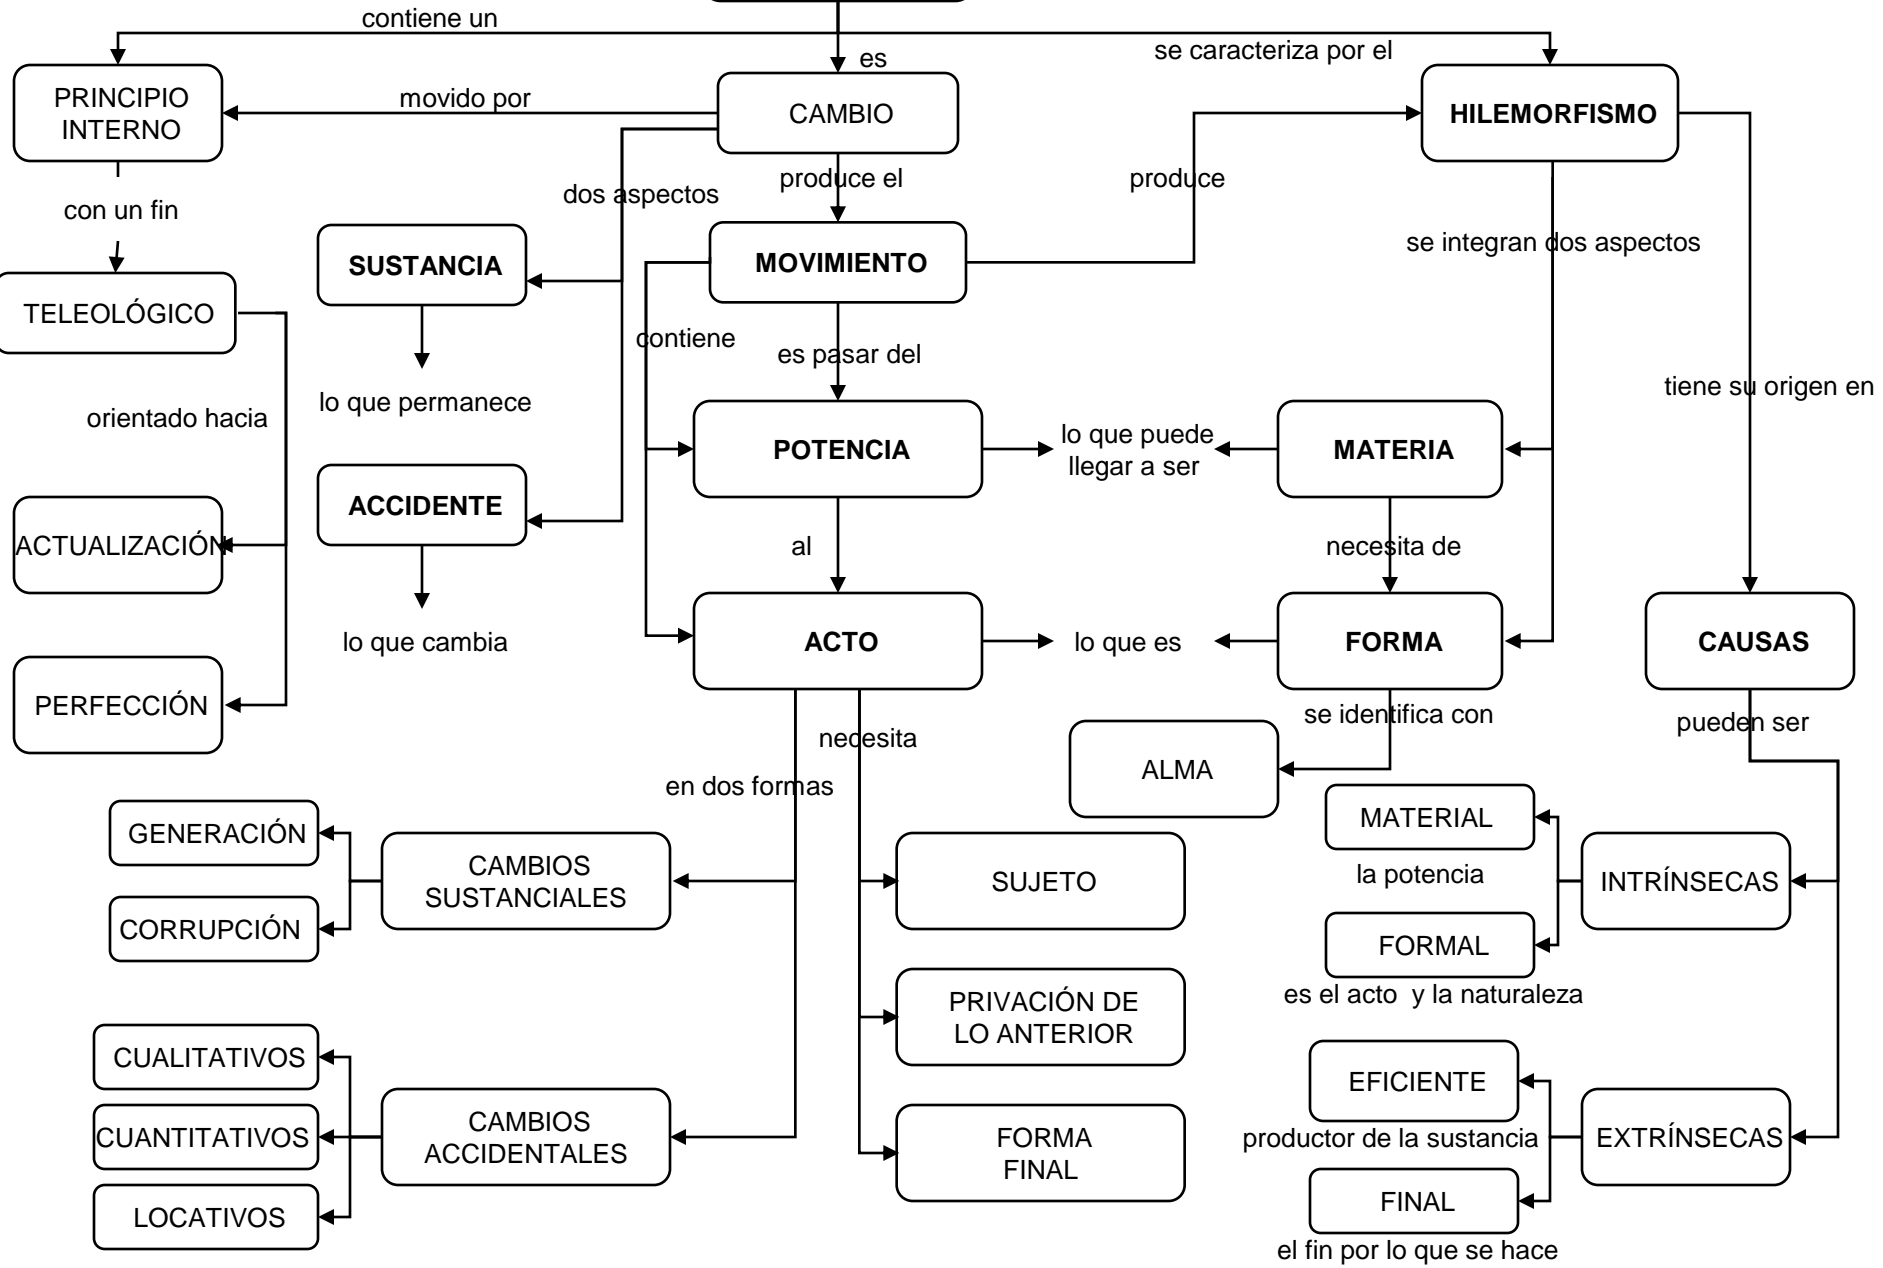 contiene un
es
se caracteriza por el
PRINCIPIO
INTERNO
movido por
CAMBIO
HILEMORFISMO
con un fin
dos aspectos
produce el
produce
se integran dos aspectos
SUSTANCIA
MOVIMIENTO
TELEOLÓGICO
contiene
es pasar del
lo que permanece
orientado hacia
tiene su origen en
POTENCIA
lo que puede
llegar a ser
MATERIA
ACCIDENTE
ACTUALIZACIÓN
al
necesita de
lo que cambia
ACTO
lo que es
FORMA
CAUSAS
PERFECCIÓN
se identifica con
pueden ser
necesita
en dos formas
ALMA
GENERACIÓN
CORRUPCIÓN
CAMBIOS
SUSTANCIALES
SUJETO
MATERIAL
la potencia
INTRÍNSECAS
FORMAL
es el acto  y la naturaleza
PRIVACIÓN DE
LO ANTERIOR
CUALITATIVOS
CUANTITATIVOS
LOCATIVOS
CAMBIOS
ACCIDENTALES
FORMA
FINAL
EFICIENTE
productor de la sustancia
EXTRÍNSECAS
FINAL
el fin por lo que se hace